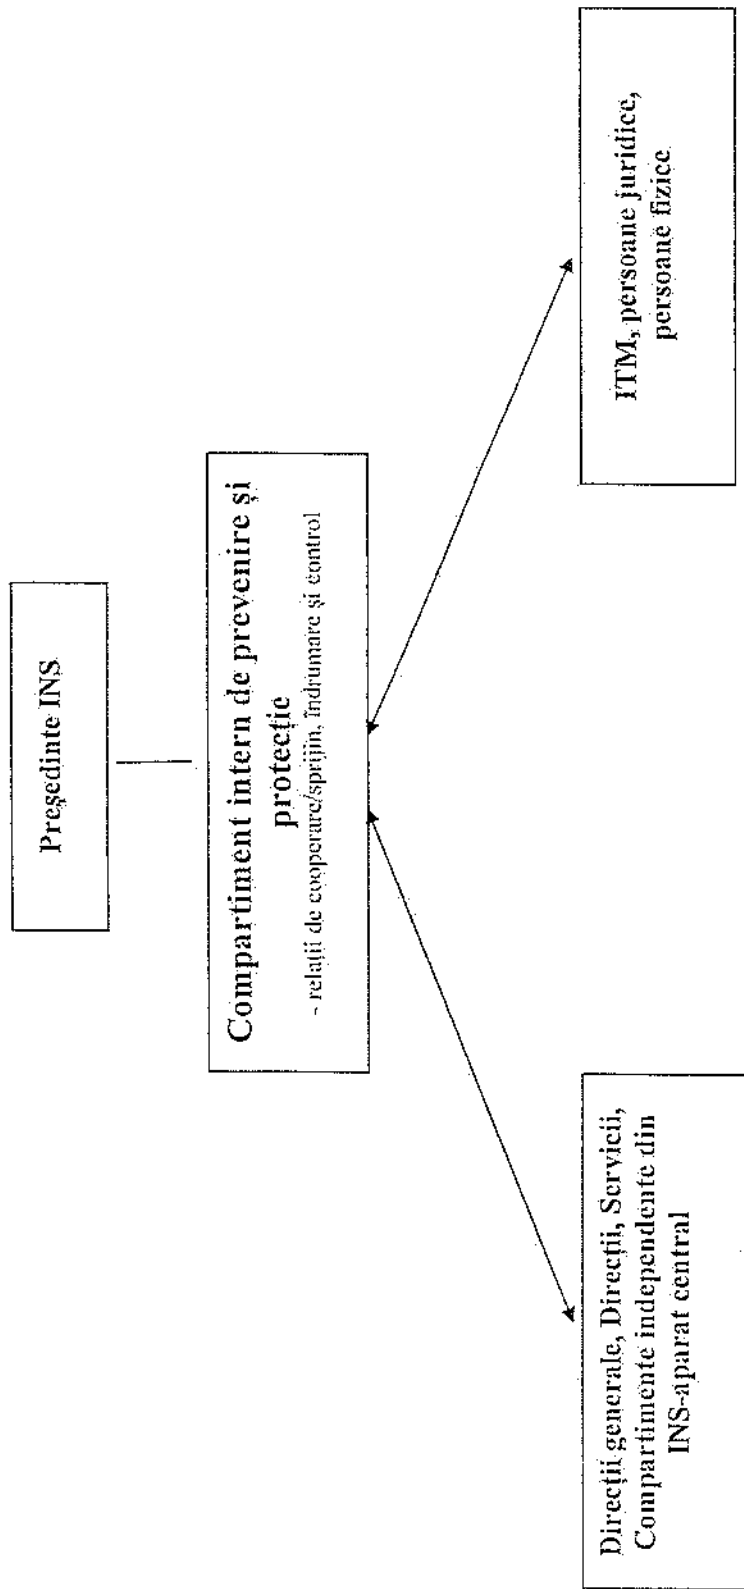 Președinte INS
Compartiment intern de prevenire și
protecție
- relații de cooperare/sprijin, îndrumare și control
Direcții generale, Direcții, Servicii,
Compartimente independente din
INS-aparat central
ITM, persoane juridice,
persoane fizice